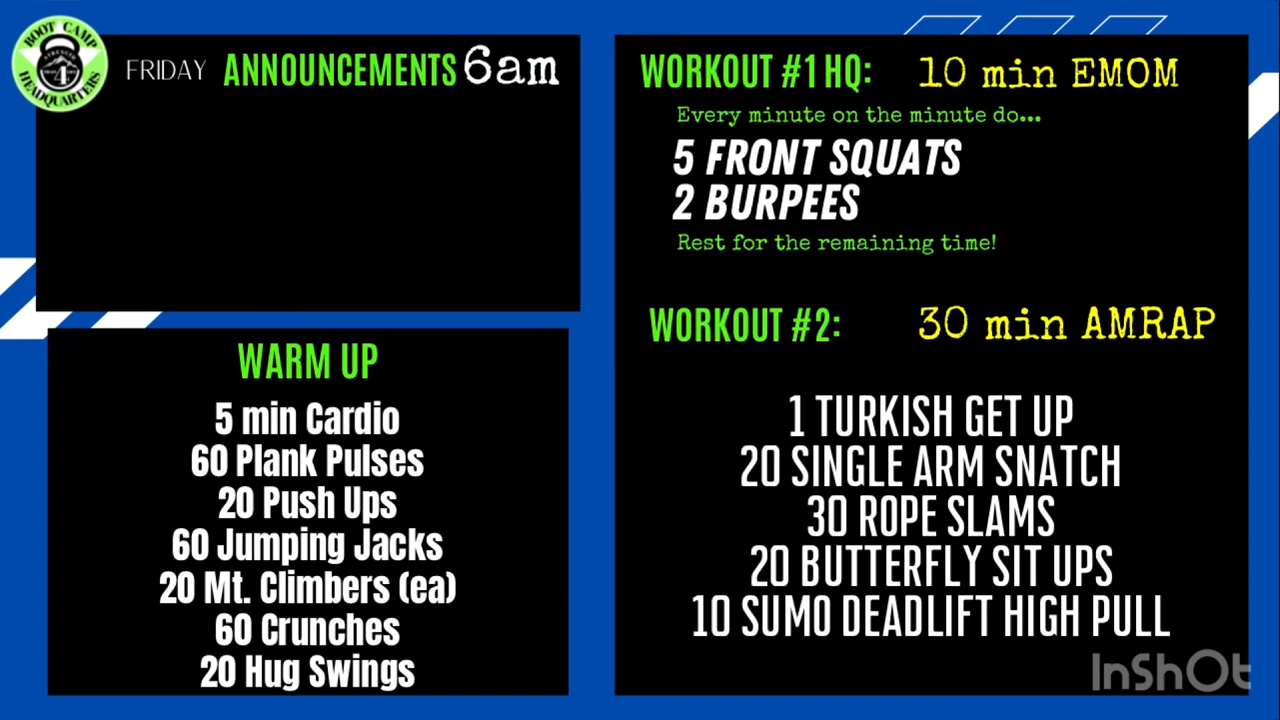 BOOT CAMP
HEADQUARTERS
FRIDAY ANNOUNCEMENTS 6am
WARM UP
5 min Cardio
60 Plank Pulses
20 Push Ups
60 Jumping Jacks
20 Mt. Climbers (ea)
60 Crunches
20 Hug Swings
WORKOUT #1 HQ: 10 min EMOM
Every minute on the minute do...
5 FRONT SQUATS
2 BURPEES
Rest for the remaining time!
WORKOUT #2: 30 min AMRAP
1 TURKISH GET UP
20 SINGLE ARM SNATCH
30 ROPE SLAMS
20 BUTTERFLY SIT UPS
10 SUMO DEADLIFT HIGH PULL
InShOt